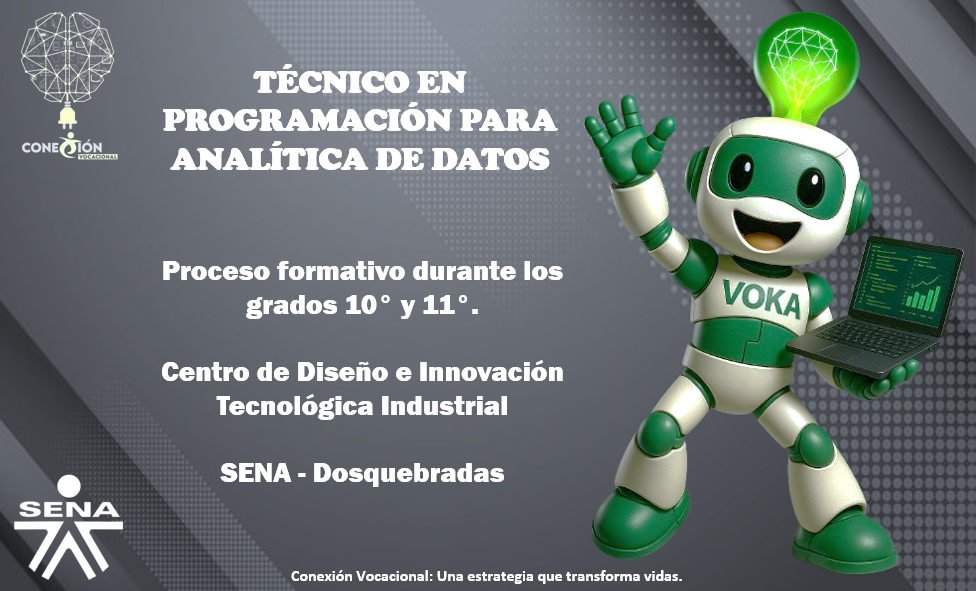 CONEXIÓN
VOCACIONAL
TÉCNICO EN
PROGRAMACIÓN PARA
ANALÍTICA DE DATOS
Proceso formativo durante los
grados 10° y 11°.
Centro de Diseño e Innovación
Tecnológica Industrial
SENA - Dosquebradas
VOKA
SENA
Conexión Vocacional: Una estrategia que transforma vidas.